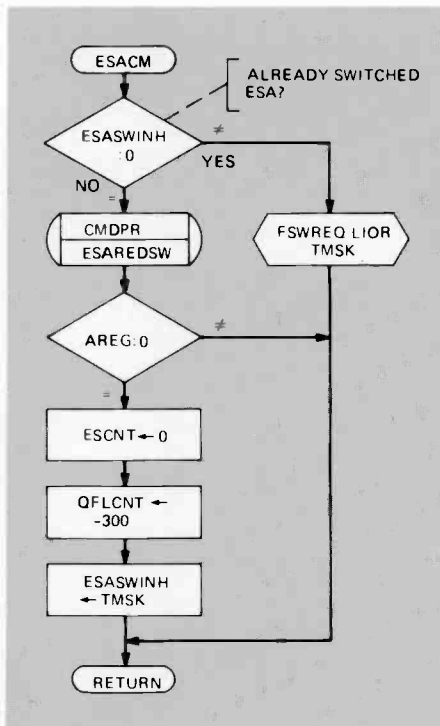 ESACM
ALREADY SWITCHED
ESA?
ESASWINH
:0
≠
YES
NO
=
CMDPR
ESAREDSW
FSWREQ LIOR
TMSK
AREG:0
≠
=
ESCNT ← 0
QFLCNT ←
-300
ESASWINH
← TMSK
RETURN